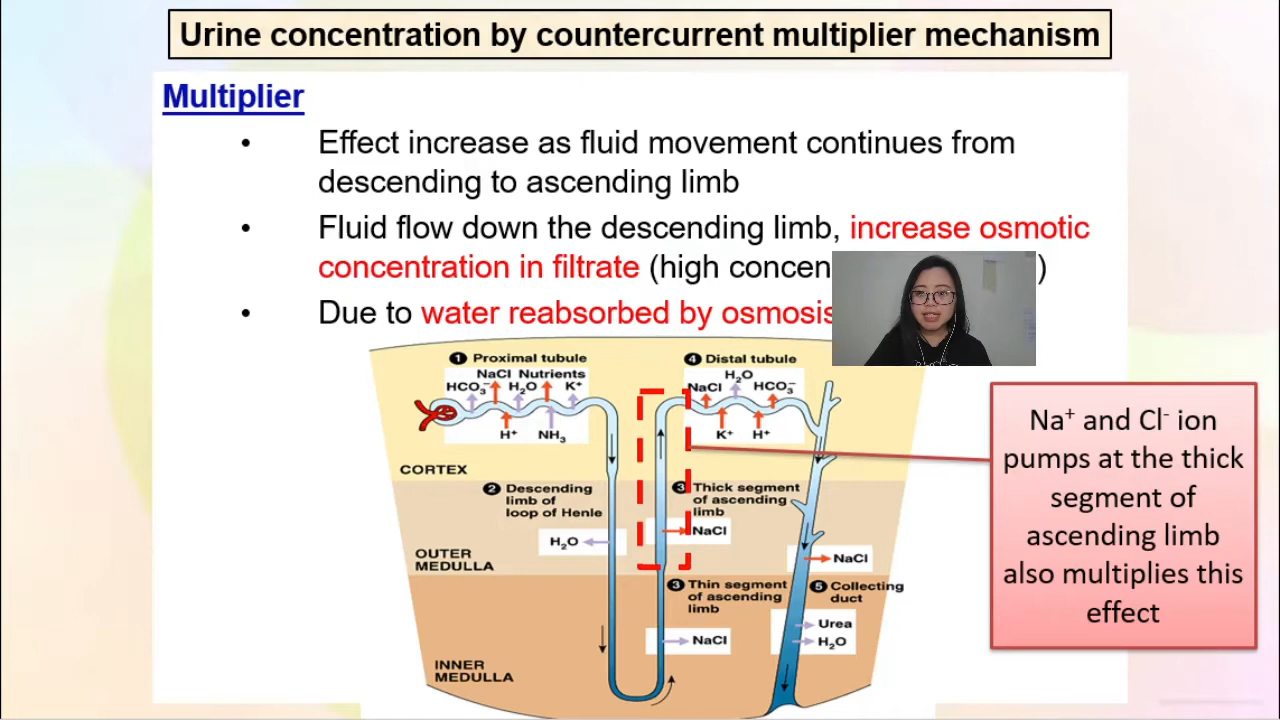 Urine concentration by countercurrent multiplier mechanism
Multiplier
• Effect increase as fluid movement continues from
descending to ascending limb
• Fluid flow down the descending limb, increase osmotic
concentration in filtrate (high )
• Due to water reabsorbed by osmosis
1 Proximal tubule
NaCl Nutrients
HCO₃⁻ H₂O K⁺
H⁺ NH₃
4 Distal tubule
H₂O
NaCl HCO₃⁻
K⁺ H⁺
CORTEX
2 Descending
limb of
loop of Henle
H₂O
3 Thick segment
of ascending
limb
NaCl
OUTER
MEDULLA
NaCl
3 Thin segment
of ascending
limb
NaCl
5 Collecting
duct
Urea
H₂O
INNER
MEDULLA
Na⁺ and Cl⁻ ion
pumps at the thick
segment of
ascending limb
also multiplies this
effect